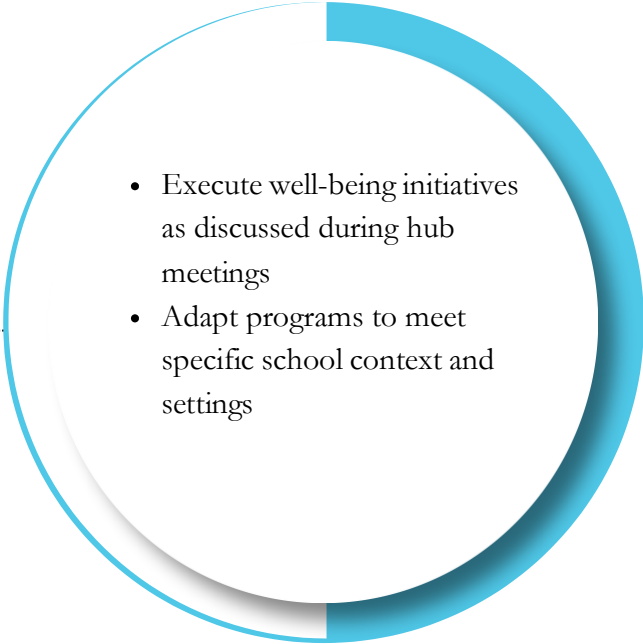 • Execute well-being initiatives
as discussed during hub
meetings
• Adapt programs to meet
specific school context and
settings